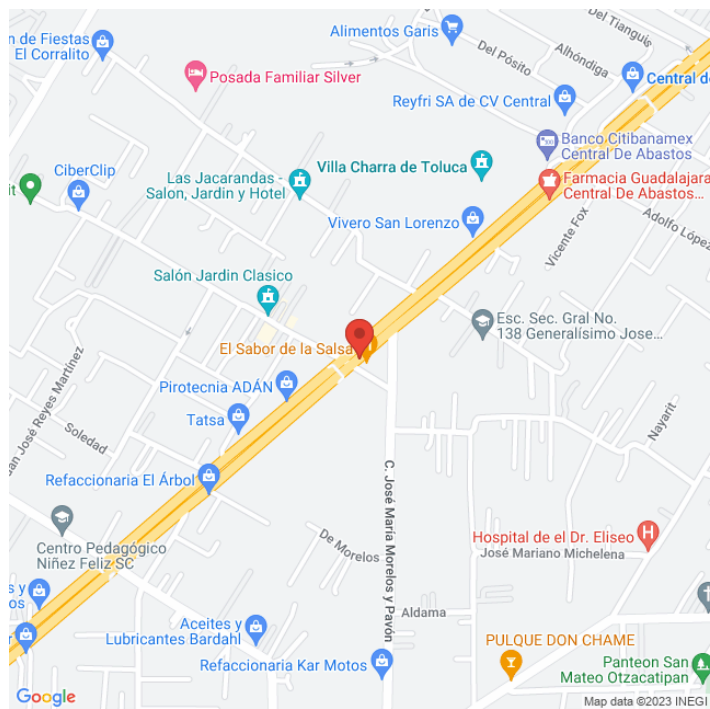 Del Tianguis
Alimentos Garis
n de Fiestas
El Corralito
Del Pósito
Alhóndiga
Posada Familiar Silver
Central de
Reyfri SA de CV Central
Banco Citibanamex
Central De Abastos
CiberClip
Las Jacarandas -
Salon, Jardin y Hotel
Villa Charra de Toluca
Farmacia Guadalajara
Central De Abastos...
it
Vivero San Lorenzo
Adolfo López
Vicente Fox
Salón Jardin Clasico
Esc. Sec. Gral No.
138 Generalísimo Jose...
El Sabor de la Salsa
Pirotecnia ADÁN
Tatsa
uan José Reyes Martínez
Soledad
Nayarit
Refaccionaria El Árbol
C. José María Morelos y Pavón
Centro Pedagógico
Niñez Feliz SC
De Morelos
Hospital de el Dr. Eliseo
José Mariano Michelena
s y
os
Aceites y
Lubricantes Bardahl
Aldama
r
PULQUE DON CHAME
Refaccionaria Kar Motos
Panteon San
Mateo Otzacatipan
Google
Map data ©2023 INEGI